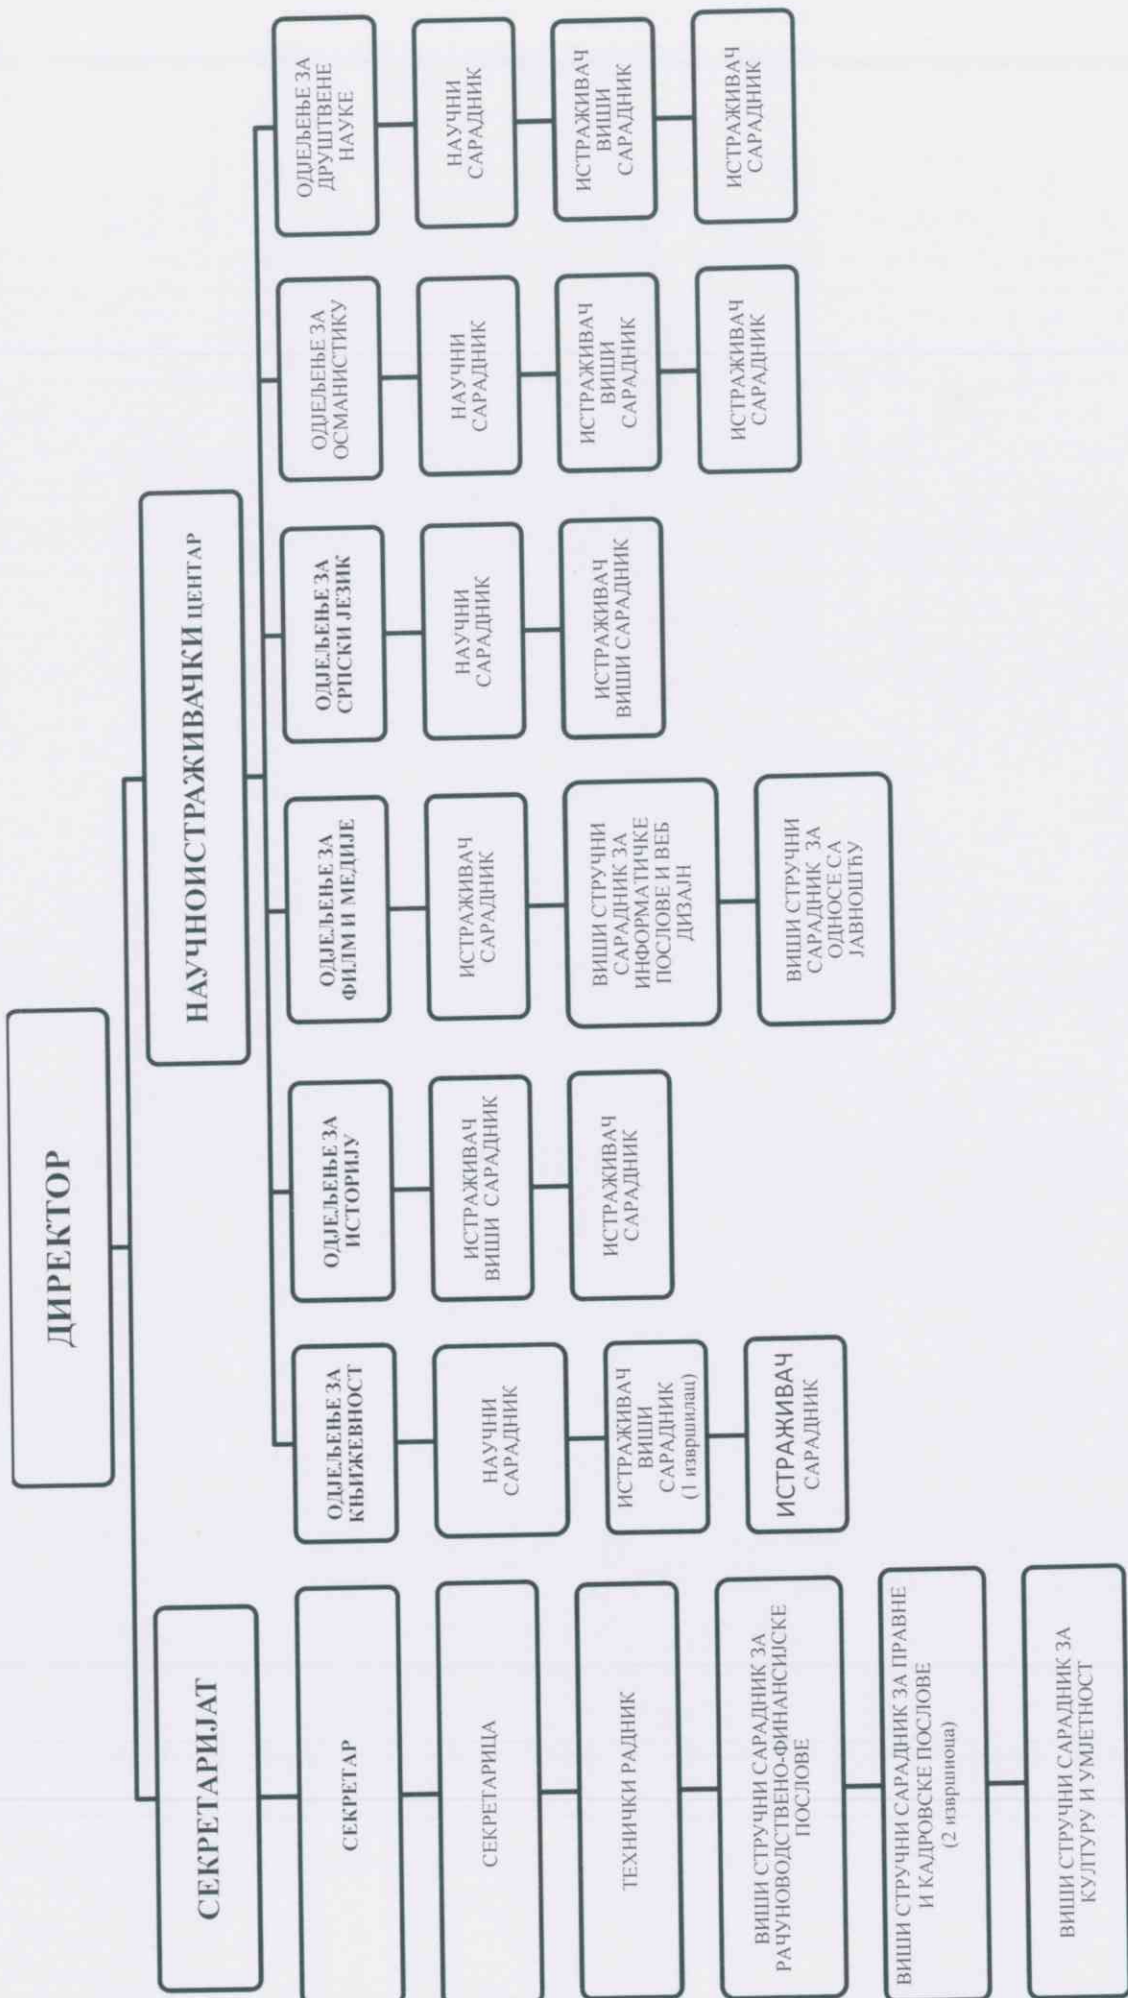 ДИРЕКТОР
СЕКРЕТАРИЈАТ
СЕКРЕТАР
СЕКРЕТАРИЦА
ТЕХНИЧКИ РАДНИК
ВИШИ СТРУЧНИ САРАДНИК ЗА
РАЧУНОВОДСТВЕНО-ФИНАНСИЈСКЕ
ПОСЛОВЕ
ВИШИ СТРУЧНИ САРАДНИК ЗА ПРАВНЕ
И КАДРОВСКЕ ПОСЛОВЕ
(2 извршиоца)
ВИШИ СТРУЧНИ САРАДНИК ЗА
КУЛТУРУ И УМЈЕТНОСТ
НАУЧНОИСТРАЖИВАЧКИ ЦЕНТАР
ОДЈЕЉЕЊЕ ЗА
КЊИЖЕВНОСТ
НАУЧНИ
САРАДНИК
ИСТРАЖИВАЧ
ВИШИ
САРАДНИК
(1 извршилац)
ИСТРАЖИВАЧ
САРАДНИК
ОДЈЕЉЕЊЕ ЗА
ИСТОРИЈУ
ИСТРАЖИВАЧ
ВИШИ САРАДНИК
ИСТРАЖИВАЧ
САРАДНИК
ОДЈЕЉЕЊЕ ЗА
ФИЛМ И МЕДИЈЕ
ИСТРАЖИВАЧ
САРАДНИК
ВИШИ СТРУЧНИ
САРАДНИК ЗА
ИНФОРМАТИЧКЕ
ПОСЛОВЕ И ВЕБ
ДИЗАЈН
ВИШИ СТРУЧНИ
САРАДНИК ЗА
ОДНОСЕ СА
ЈАВНОШЋУ
ОДЈЕЉЕЊЕ ЗА
СРПСКИ ЈЕЗИК
НАУЧНИ
САРАДНИК
ИСТРАЖИВАЧ
ВИШИ САРАДНИК
ОДЈЕЉЕЊЕ ЗА
ОСМАНИСТИКУ
НАУЧНИ
САРАДНИК
ИСТРАЖИВАЧ
ВИШИ
САРАДНИК
ИСТРАЖИВАЧ
САРАДНИК
ОДЈЕЉЕЊЕ ЗА
ДРУШТВЕНЕ
НАУКЕ
НАУЧНИ
САРАДНИК
ИСТРАЖИВАЧ
ВИШИ
САРАДНИК
ИСТРАЖИВАЧ
САРАДНИК